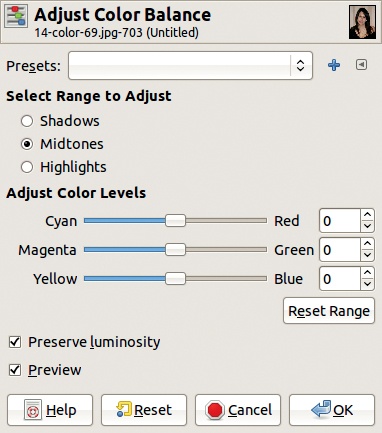 Adjust Color Balance
14-color-69.jpg-703 (Untitled)
Presets:
Select Range to Adjust
Shadows
Midtones
Highlights
Adjust Color Levels
Cyan Red 0
Magenta Green 0
Yellow Blue 0
Reset Range
Preserve luminosity
Preview
Help Reset Cancel OK